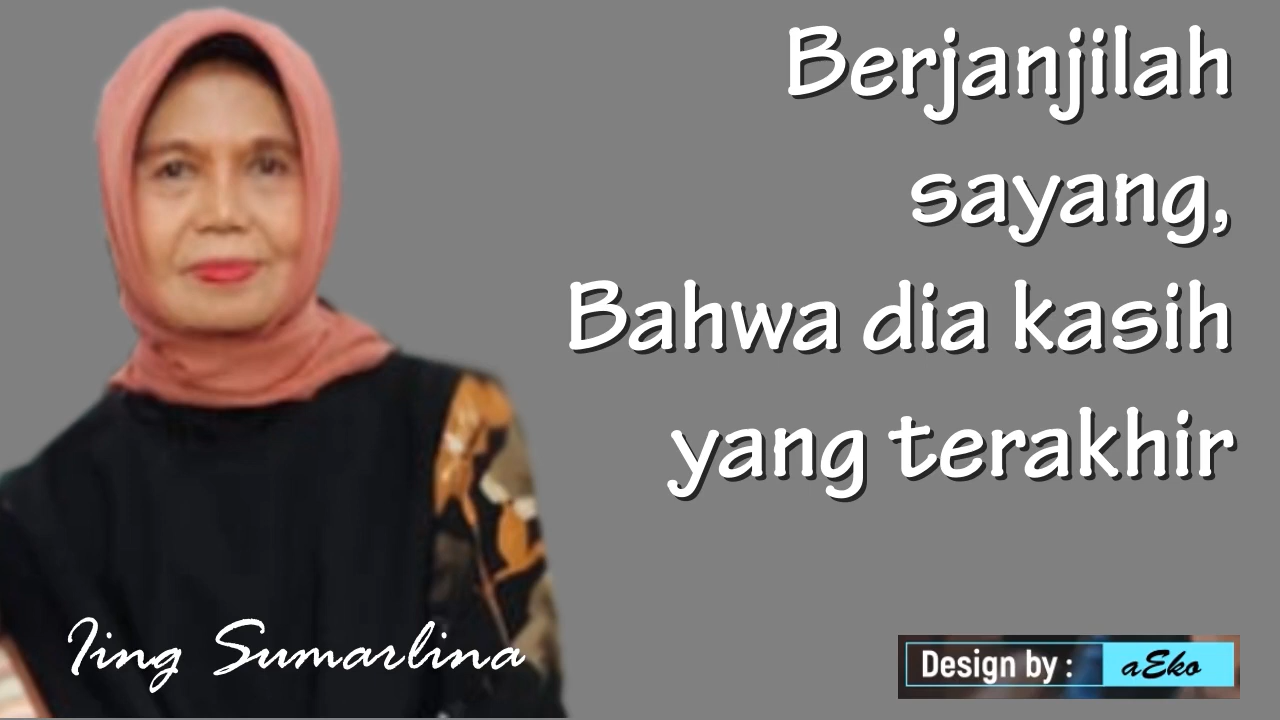 Berjanjilah
sayang,
Bahwa dia kasih
yang terakhir
Iing Sumarlina
Design by : aEko